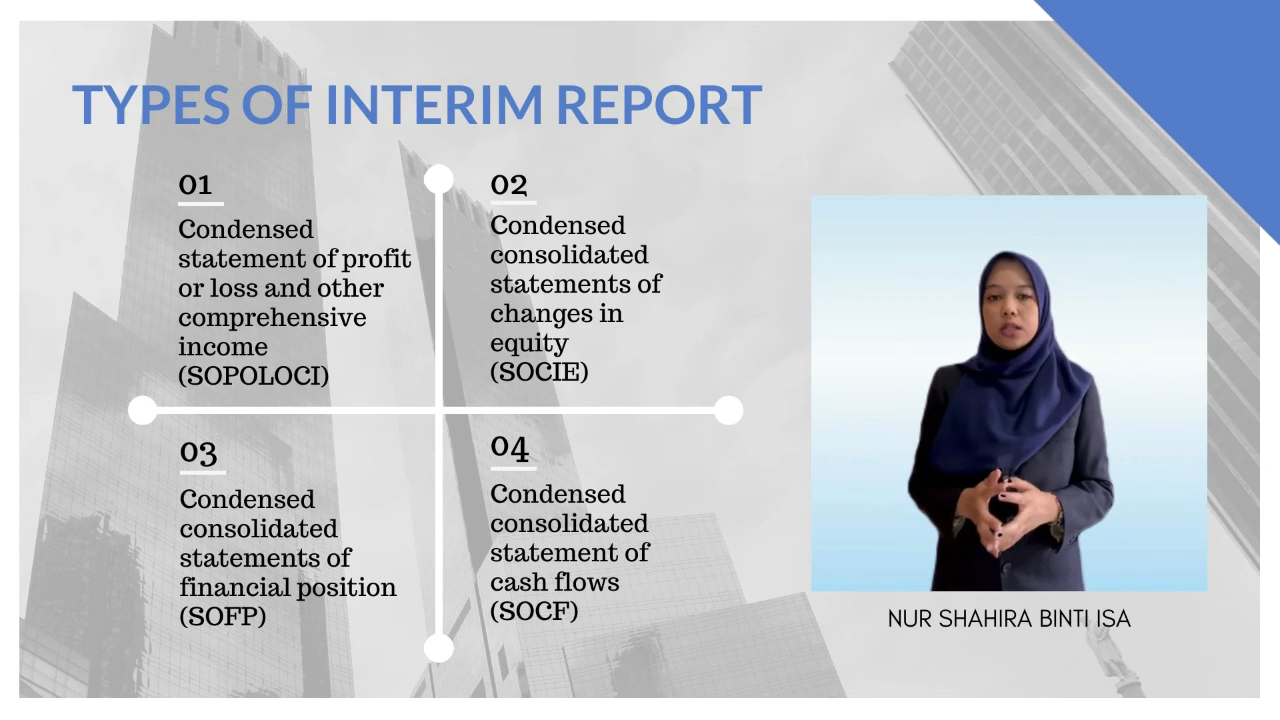 TYPES OF INTERIM REPORT
01
Condensed
statement of profit
or loss and other
comprehensive
income
(SOPOLOCI)
02
Condensed
consolidated
statements of
changes in
equity
(SOCIE)
03
Condensed
consolidated
statements of
financial position
(SOFP)
04
Condensed
consolidated
statement of
cash flows
(SOCF)
NUR SHAHIRA BINTI ISA